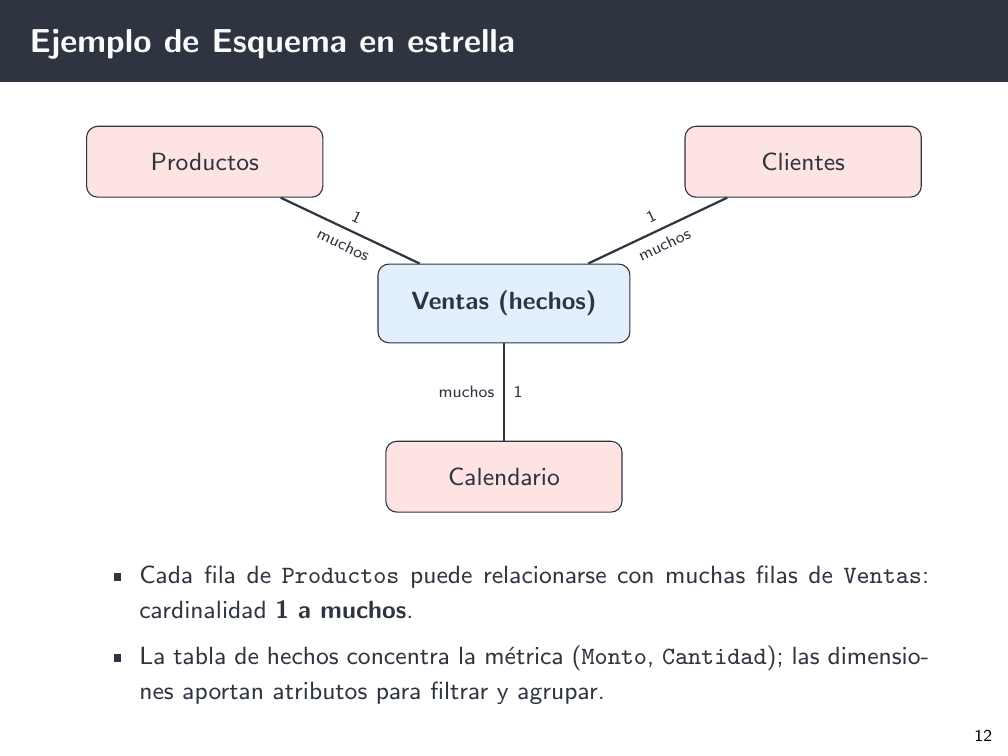 Ejemplo de Esquema en estrella
Productos
Clientes
1
muchos
1
muchos
Ventas (hechos)
muchos
1
Calendario
Cada fila de Productos puede relacionarse con muchas filas de Ventas:
cardinalidad 1 a muchos.
La tabla de hechos concentra la métrica (Monto, Cantidad); las dimensio-
nes aportan atributos para filtrar y agrupar.
12